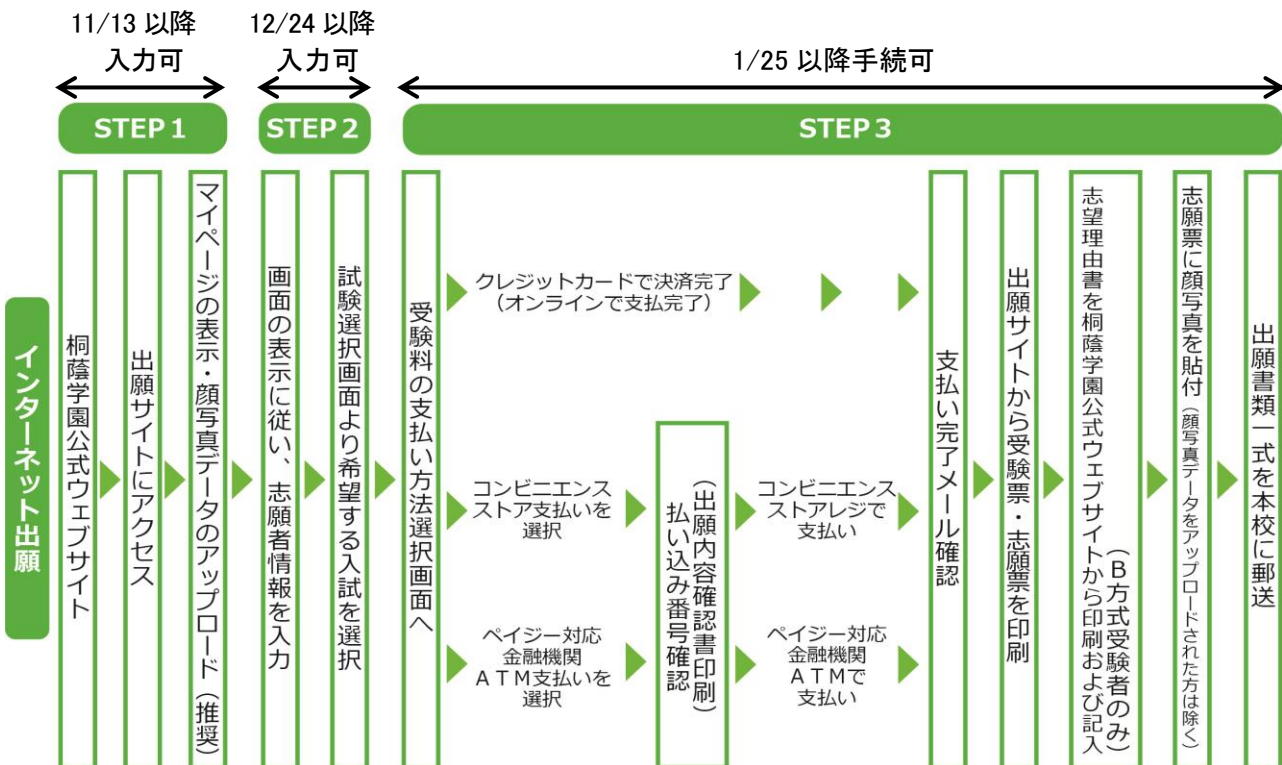 11/13 以降
入力可
12/24 以降
入力可
1/25 以降手続可
STEP 1
STEP 2
STEP 3
インターネット出願
桐蔭学園公式ウェブサイト
出願サイトにアクセス
マイページの表示・顔写真データのアップロード（推奨）
画面の表示に従い、志願者情報を入力
試験選択画面より希望する入試を選択
受験料の支払い方法選択画面へ
クレジットカードで決済完了
（オンラインで支払完了）
コンビニエンス
ストア支払いを
選択
ペイジー対応
金融機関
ＡＴＭ支払いを
選択
（出願内容確認書印刷）
払い込み番号確認
コンビニエンス
ストアレジで
支払い
ペイジー対応
金融機関
ＡＴＭで
支払い
支払い完了メール確認
出願サイトから受験票・志願票を印刷
（Ｂ方式受験者のみ）
志望理由書を桐蔭学園公式ウェブサイトから印刷および記入
志願票に顔写真を貼付（顔写真データをアップロードされた方は除く）
出願書類一式を本校に郵送